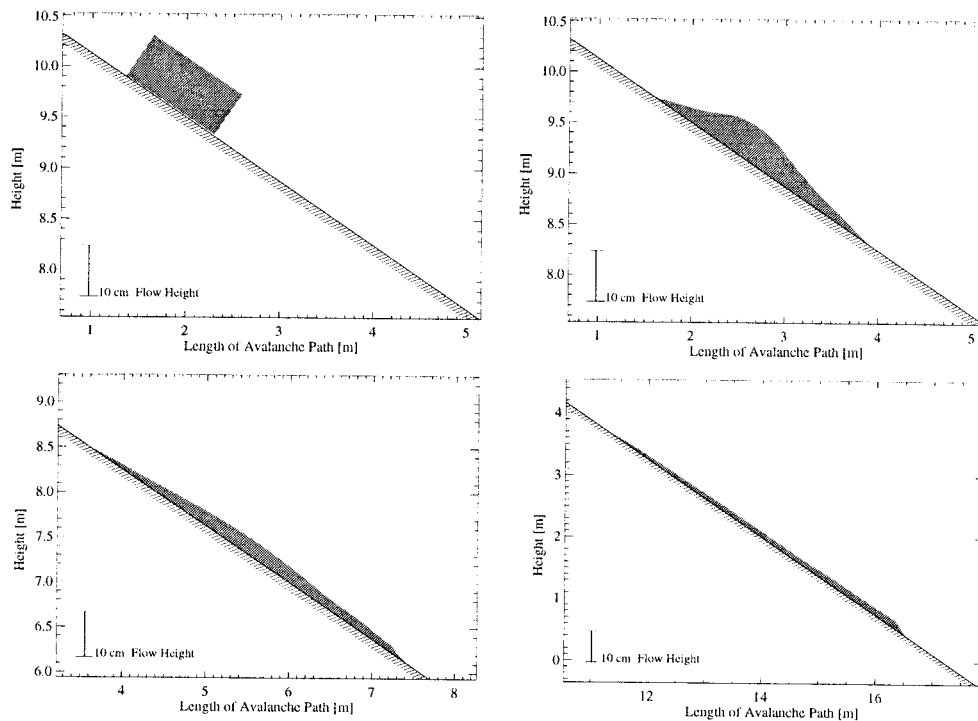 10.5
10.0
9.5
9.0
8.5
8.0
Height [m]
10 cm Flow Height
1 2 3 4 5
Length of Avalanche Path [m]
10.5
10.0
9.5
9.0
8.5
8.0
Height [m]
10 cm Flow Height
1 2 3 4 5
Length of Avalanche Path [m]
9.0
8.5
8.0
7.5
7.0
6.5
6.0
Height [m]
10 cm Flow Height
4 5 6 7 8
Length of Avalanche Path [m]
4
3
2
1
0
Height [m]
10 cm Flow Height
12 14 16
Length of Avalanche Path [m]